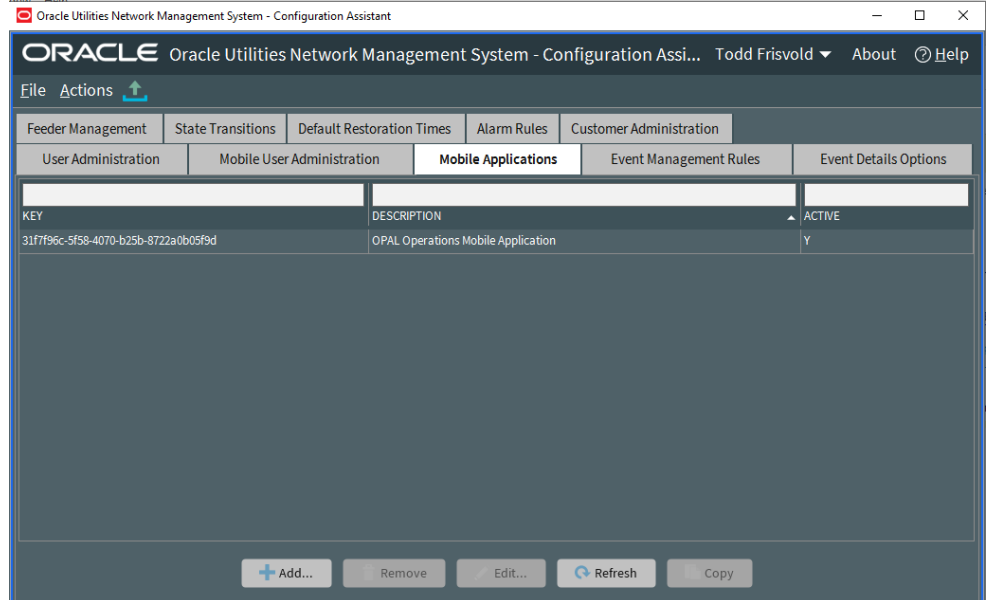 Oracle Utilities Network Management System - Configuration Assistant
ORACLE Oracle Utilities Network Management System - Configuration Assi... Todd Frisvold About Help
File Actions
Feeder Management State Transitions Default Restoration Times Alarm Rules Customer Administration
User Administration Mobile User Administration Mobile Applications Event Management Rules Event Details Options
KEY DESCRIPTION ACTIVE
31f7f96c-5f58-4070-b25b-8722a0b05f9d OPAL Operations Mobile Application Y
Add... Remove Edit... Refresh Copy